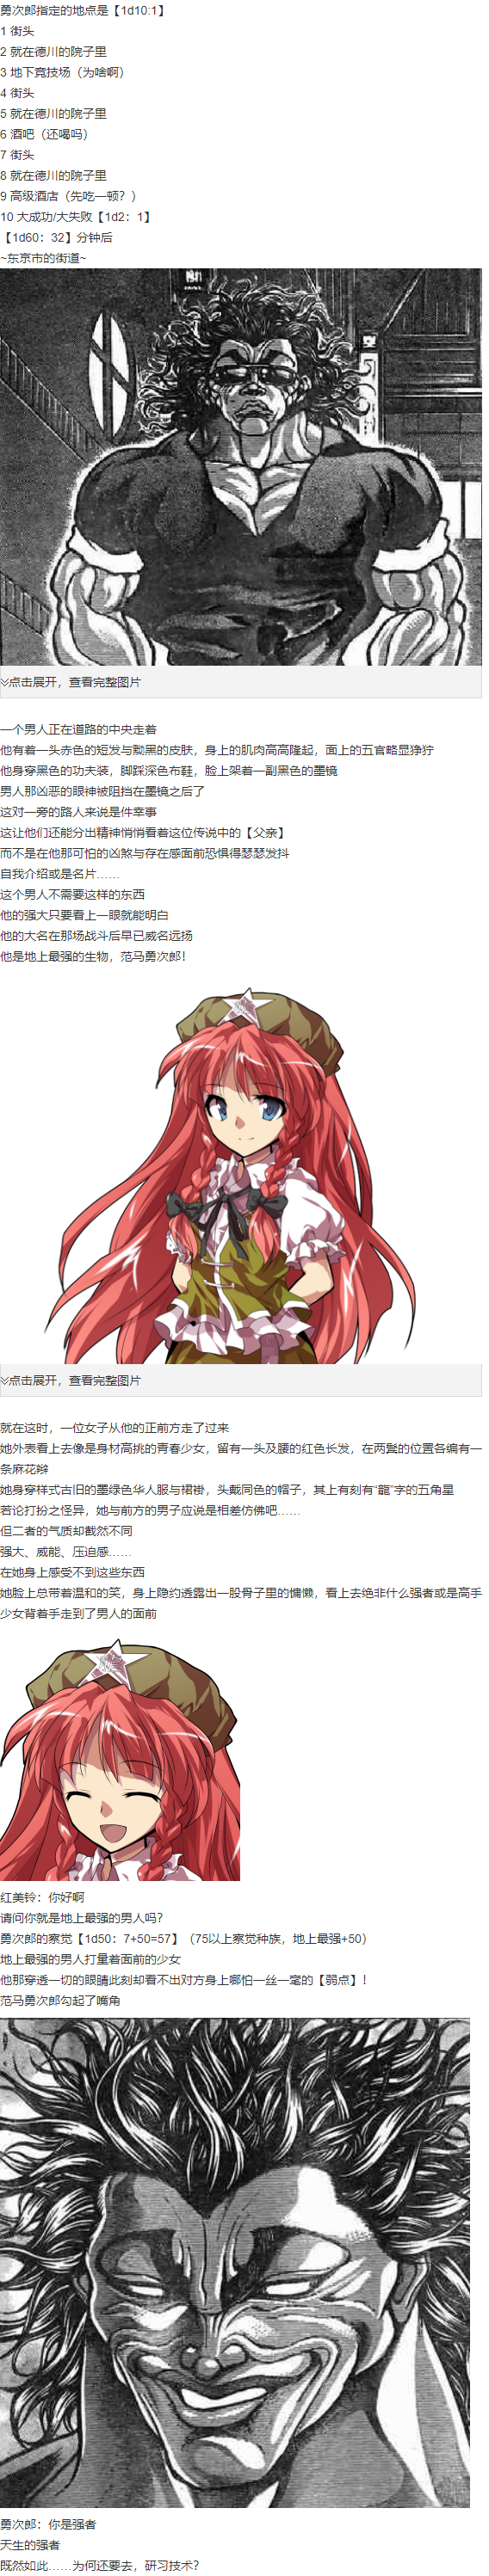 勇次郎指定的地点是【1d10:1】
1 街头
2 就在德川的院子里
3 地下竞技场（为啥啊）
4 街头
5 就在德川的院子里
6 酒吧（还喝吗）
7 街头
8 就在德川的院子里
9 高级酒店（先吃一顿？）
10 大成功/大失败【1d2：1】
【1d60：32】分钟后
~东京市的街道~
点击展开，查看完整图片
一个男人正在道路的中央走着
他有着一头赤色的短发与黝黑的皮肤，身上的肌肉高高隆起，面上的五官略显狰狞
他身穿黑色的功夫装，脚踩深色布鞋，脸上架着一副黑色的墨镜
男人那凶恶的眼神被阻挡在墨镜之后了
这对一旁的路人来说是件幸事
这让他们还能分出精神悄悄看着这位传说中的【父亲】
而不是在他那可怕的凶煞与存在感面前恐惧得瑟瑟发抖
自我介绍或是名片……
这个男人不需要这样的东西
他的强大只要看上一眼就能明白
他的大名在那场战斗后早已威名远扬
他是地上最强的生物，范马勇次郎！
点击展开，查看完整图片
就在这时，一位女子从他的正前方走了过来
她外表看上去像是身材高挑的青春少女，留有一头及腰的红色长发，在两鬓的位置各编有一
条麻花辫
她身穿样式古旧的墨绿色华人服与裙褂，头戴同色的帽子，其上有刻有“龍”字的五角星
若论打扮之怪异，她与前方的男子应说是相差仿佛吧……
但二者的气质却截然不同
强大、威能、压迫感……
在她身上感受不到这些东西
她脸上总带着温和的笑，身上隐约透露出一股骨子里的慵懒，看上去绝非什么强者或是高手
少女背着手走到了男人的面前
红美铃：你好啊
请问你就是地上最强的男人吗？
勇次郎的察觉【1d50：7+50=57】（75以上察觉种族，地上最强+50）
地上最强的男人打量着面前的少女
他那穿透一切的眼睛此刻却看不出对方身上哪怕一丝一毫的【弱点】！
范马勇次郎勾起了嘴角
勇次郎：你是强者
天生的强者
既然如此……为何还要去，研习技术？